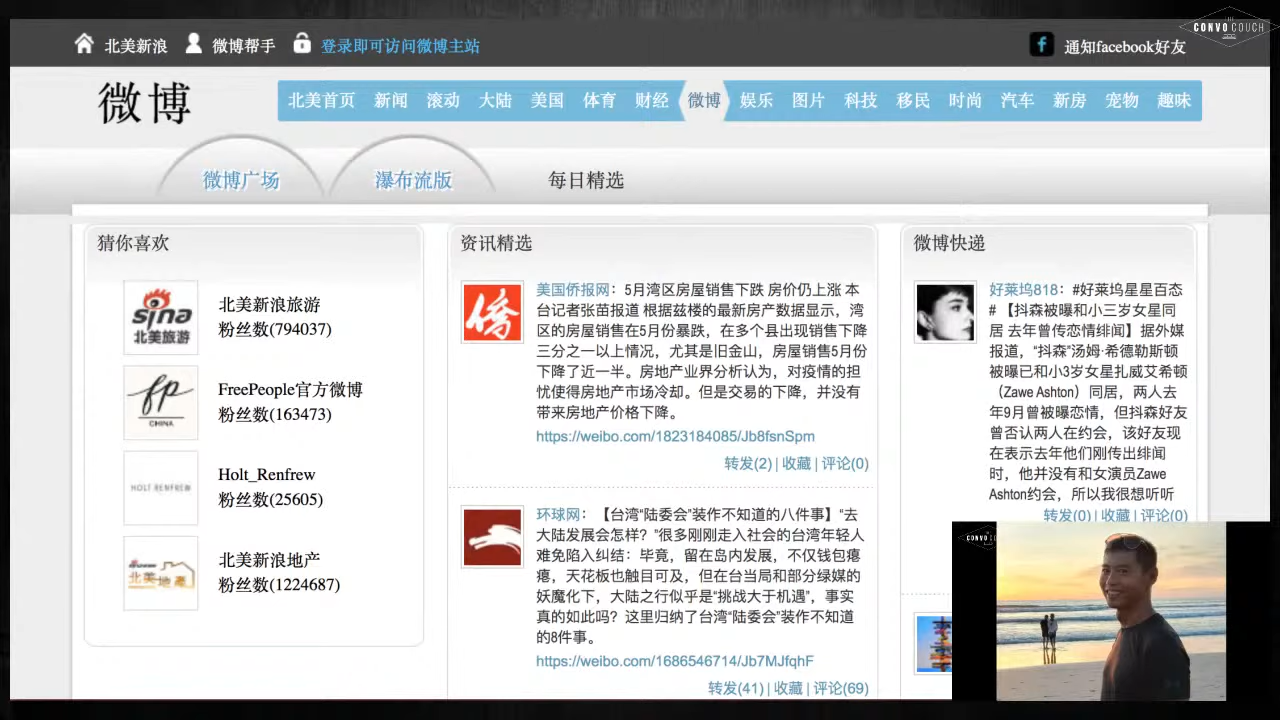 北美新浪 微博帮手 登录即可访问微博主站 通知facebook好友
THE
CONVO COUCH
微博
北美首页 新闻 滚动 大陆 美国 体育 财经 微博 娱乐 图片 科技 移民 时尚 汽车 新房 宠物 趣味
微博广场 瀑布流版 每日精选
猜你喜欢
sina
北美旅游
北美新浪旅游
粉丝数(794037)
fp
CHINA
FreePeople官方微博
粉丝数(163473)
HOLT RENFREW
Holt_Renfrew
粉丝数(25605)
北美地产
北美新浪地产
粉丝数(1224687)
资讯精选
僑
美国侨报网：5月湾区房屋销售下跌 房价仍上涨 本
台记者张苗报道 根据兹楼的最新房产数据显示，湾
区的房屋销售在5月份暴跌，在多个县出现销售下降
三分之一以上情况，尤其是旧金山，房屋销售5月份
下降了近一半。房地产业界分析认为，对疫情的担
忧使得房地产市场冷却。但是交易的下降，并没有
带来房地产价格下降。
https://weibo.com/1823184085/Jb8fsnSpm
转发(2) | 收藏 | 评论(0)
环球网：【台湾“陆委会”装作不知道的八件事】“去
大陆发展会怎样？”很多刚刚走入社会的台湾年轻人
难免陷入纠结：毕竟，留在岛内发展，不仅钱包瘪
瘪，天花板也触目可及，但在台当局和部分绿媒的
妖魔化下，大陆之行似乎是“挑战大于机遇”，事实
真的如此吗？这里归纳了台湾“陆委会”装作不知道
的8件事。
https://weibo.com/1686546714/Jb7MJfqhF
转发(41) | 收藏 | 评论(69)
微博快递
好莱坞818：#好莱坞星星百态
#【抖森被曝和小三岁女星同
居 去年曾传恋情绯闻】据外媒
报道，“抖森”汤姆·希德勒斯顿
被曝已和小3岁女星扎威艾希顿
（Zawe Ashton）同居，两人去
年9月曾被曝恋情，但抖森好友
曾否认两人在约会，该好友现
在表示去年他们刚传出绯闻
时，他并没有和女演员Zawe
Ashton约会，所以我很想听听
转发(0) | 收藏 | 评论(0)
CONVO